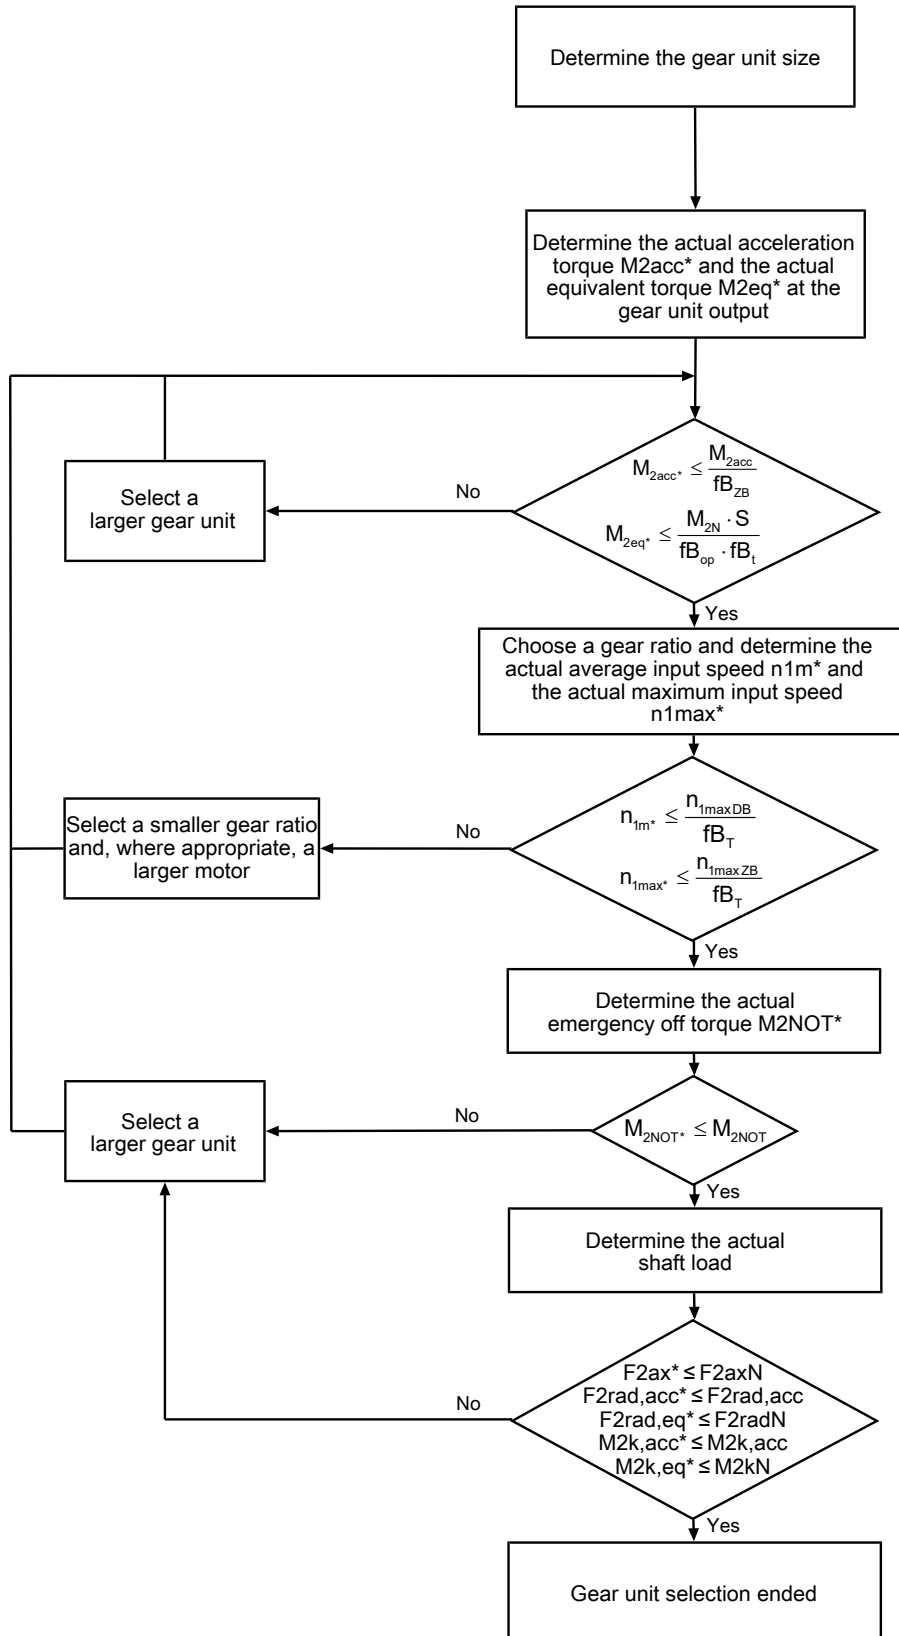 Determine the gear unit size
Determine the actual acceleration
torque M2acc* and the actual
equivalent torque M2eq* at the
gear unit output
M₂acc* ≤ M₂acc / fB_ZB
M₂eq* ≤ M₂N · S / fB_op · fB_t
No
Select a
larger gear unit
Yes
Choose a gear ratio and determine the
actual average input speed n1m* and
the actual maximum input speed
n1max*
n₁m* ≤ n₁maxDB / fB_T
n₁max* ≤ n₁maxZB / fB_T
No
Select a smaller gear ratio
and, where appropriate, a
larger motor
Yes
Determine the actual
emergency off torque M2NOT*
M₂NOT* ≤ M₂NOT
No
Select a
larger gear unit
Yes
Determine the actual
shaft load
F2ax* ≤ F2axN
F2rad,acc* ≤ F2rad,acc
F2rad,eq* ≤ F2radN
M2k,acc* ≤ M2k,acc
M2k,eq* ≤ M2kN
No
Yes
Gear unit selection ended